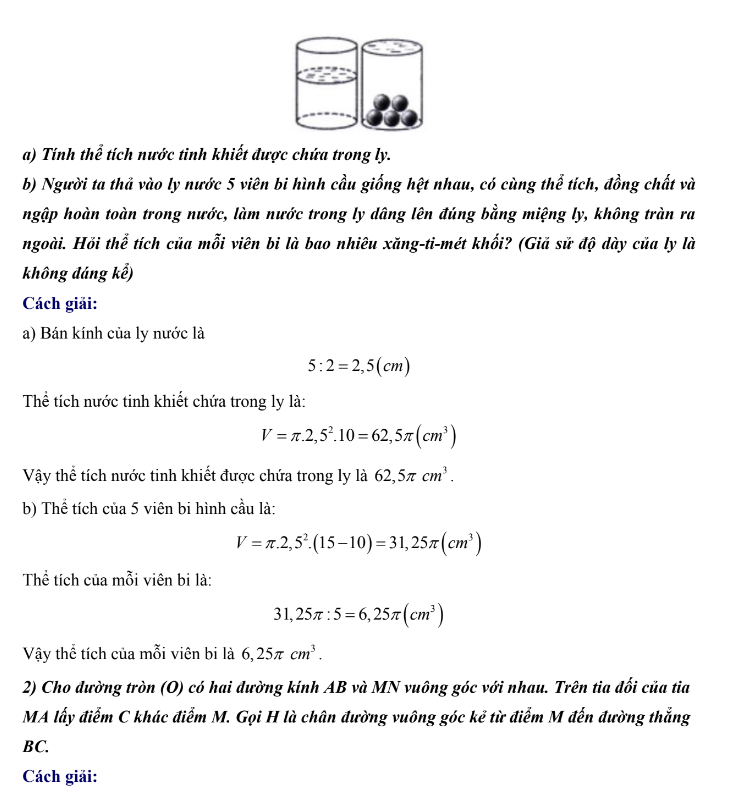 a) Tính thể tích nước tinh khiết được chứa trong ly.
b) Người ta thả vào ly nước 5 viên bi hình cầu giống hệt nhau, có cùng thể tích, đồng chất và
ngập hoàn toàn trong nước, làm nước trong ly dâng lên đúng bằng miệng ly, không tràn ra
ngoài. Hỏi thể tích của mỗi viên bi là bao nhiêu xăng-ti-mét khối? (Giả sử độ dày của ly là
không đáng kể)
Cách giải:
a) Bán kính của ly nước là
5 : 2 = 2,5(cm)
Thể tích nước tinh khiết chứa trong ly là:
V = π.2,5².10 = 62,5π(cm³)
Vậy thể tích nước tinh khiết được chứa trong ly là 62,5π cm³.
b) Thể tích của 5 viên bi hình cầu là:
V = π.2,5².(15−10) = 31,25π(cm³)
Thể tích của mỗi viên bi là:
31,25π : 5 = 6,25π(cm³)
Vậy thể tích của mỗi viên bi là 6,25π cm³.
2) Cho đường tròn (O) có hai đường kính AB và MN vuông góc với nhau. Trên tia đối của tia
MA lấy điểm C khác điểm M. Gọi H là chân đường vuông góc kẻ từ điểm M đến đường thẳng
BC.
Cách giải: